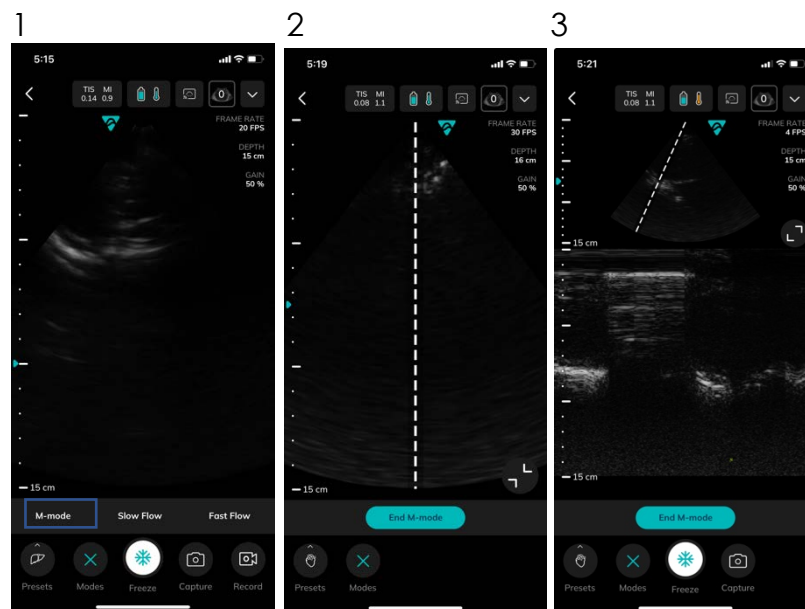 1
5:15
TIS MI
0.14 0.9
FRAME RATE
20 FPS
DEPTH
15 cm
GAIN
50 %
15 cm
M-mode Slow Flow Fast Flow
Presets Modes Freeze Capture Record
2
5:19
TIS MI
0.08 1.1
FRAME RATE
30 FPS
DEPTH
16 cm
GAIN
50 %
15 cm
End M-mode
Presets Modes
3
5:21
TIS MI
0.08 1.1
FRAME RATE
4 FPS
DEPTH
15 cm
GAIN
50 %
15 cm
15 cm
End M-mode
Presets Modes Freeze Capture